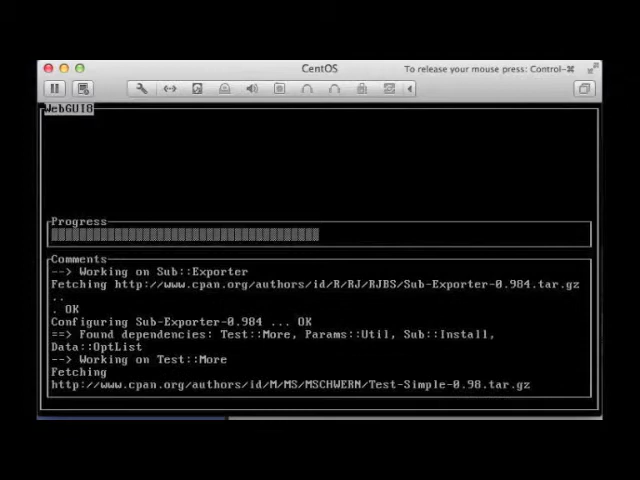 CentOS
To release your mouse press: Control-⌘
WebGUI8
Progress
Comments
--> Working on Sub::Exporter
Fetching http://www.cpan.org/authors/id/R/RJ/RJBS/Sub-Exporter-0.984.tar.gz
..
. OK
Configuring Sub-Exporter-0.984 ... OK
==> Found dependencies: Test::More, Params::Util, Sub::Install,
Data::OptList
--> Working on Test::More
Fetching
http://www.cpan.org/authors/id/M/MS/MSCHWERN/Test-Simple-0.98.tar.gz